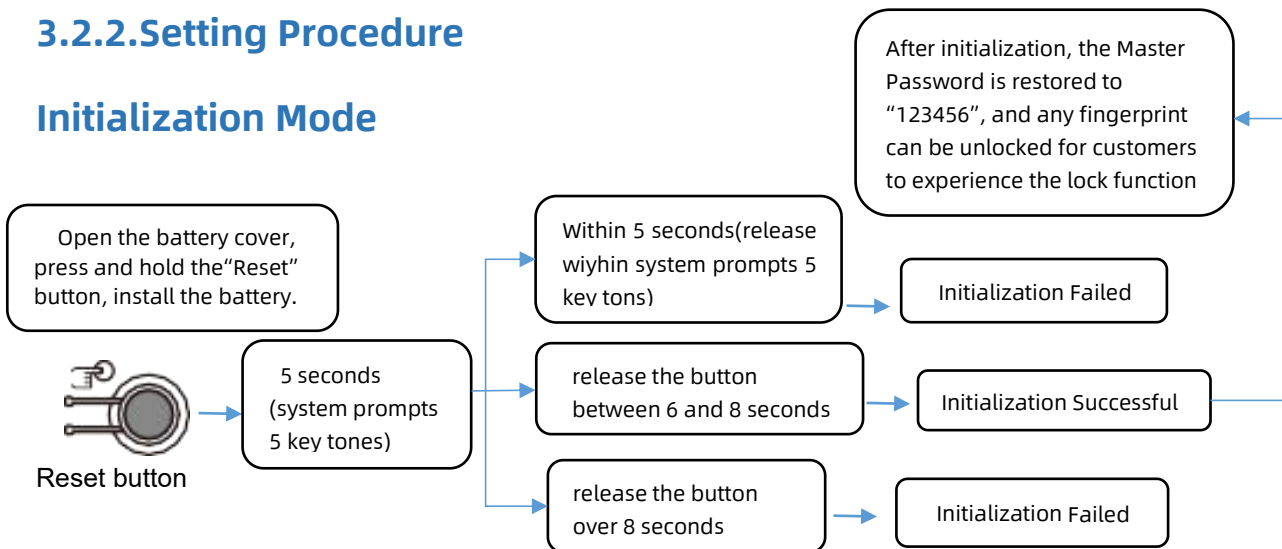 3.2.2.Setting Procedure
Initialization Mode
After initialization, the Master
Password is restored to
“123456”, and any fingerprint
can be unlocked for customers
to experience the lock function
Open the battery cover,
press and hold the“Reset”
button, install the battery.
Reset button
5 seconds
(system prompts
5 key tones)
Within 5 seconds(release
wiyhin system prompts 5
key tons)
Initialization Failed
release the button
between 6 and 8 seconds
Initialization Successful
release the button
over 8 seconds
Initialization Failed